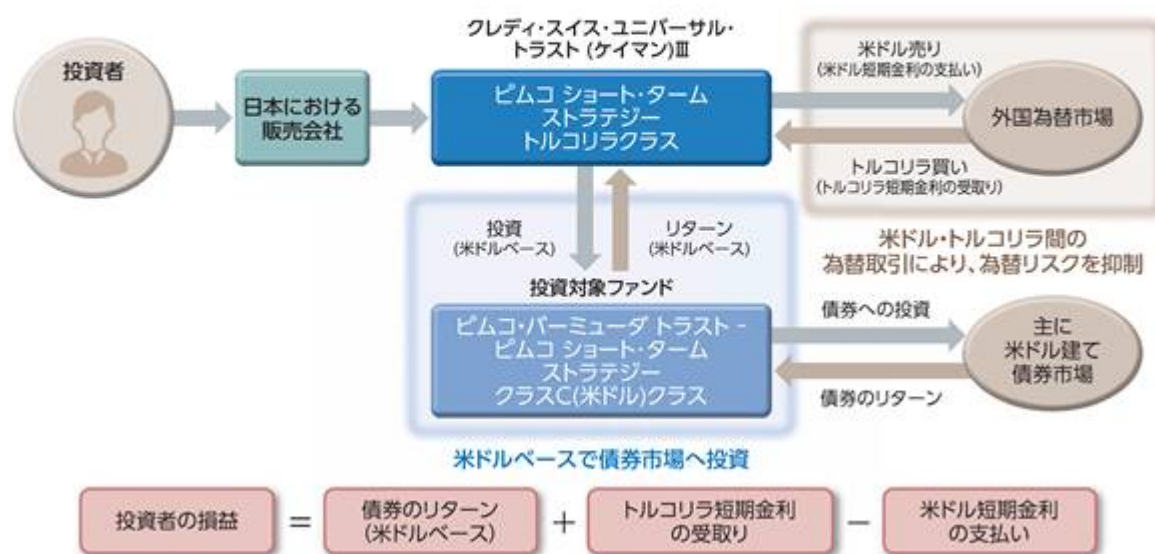 クレディ・スイス・ユニバーサル・
トラスト (ケイマン)Ⅲ
投資者
日本における
販売会社
ピムコ ショート・ターム
ストラテジー
トルコリラクラス
米ドル売り
(米ドル短期金利の支払い)
外国為替市場
トルコリラ買い
(トルコリラ短期金利の受取り)
米ドル・トルコリラ間の
為替取引により、為替リスクを抑制
投資
(米ドルベース)
リターン
(米ドルベース)
投資対象ファンド
ピムコ・バーミューダ トラスト -
ピムコ ショート・ターム
ストラテジー
クラスC(米ドル)クラス
債券への投資
債券のリターン
主に
米ドル建て
債券市場
米ドルベースで債券市場へ投資
投資者の損益
=
債券のリターン
(米ドルベース)
+
トルコリラ短期金利
の受取り
−
米ドル短期金利
の支払い